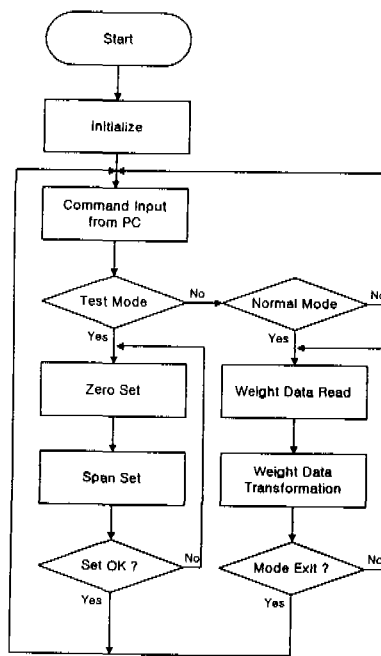 Start
Initialize
Command Input
from PC
Test Mode
No
Normal Mode
No
Yes
Yes
Zero Set
Weight Data Read
Span Set
Weight Data
Transformation
Set OK ?
No
Mode Exit ?
No
Yes
Yes